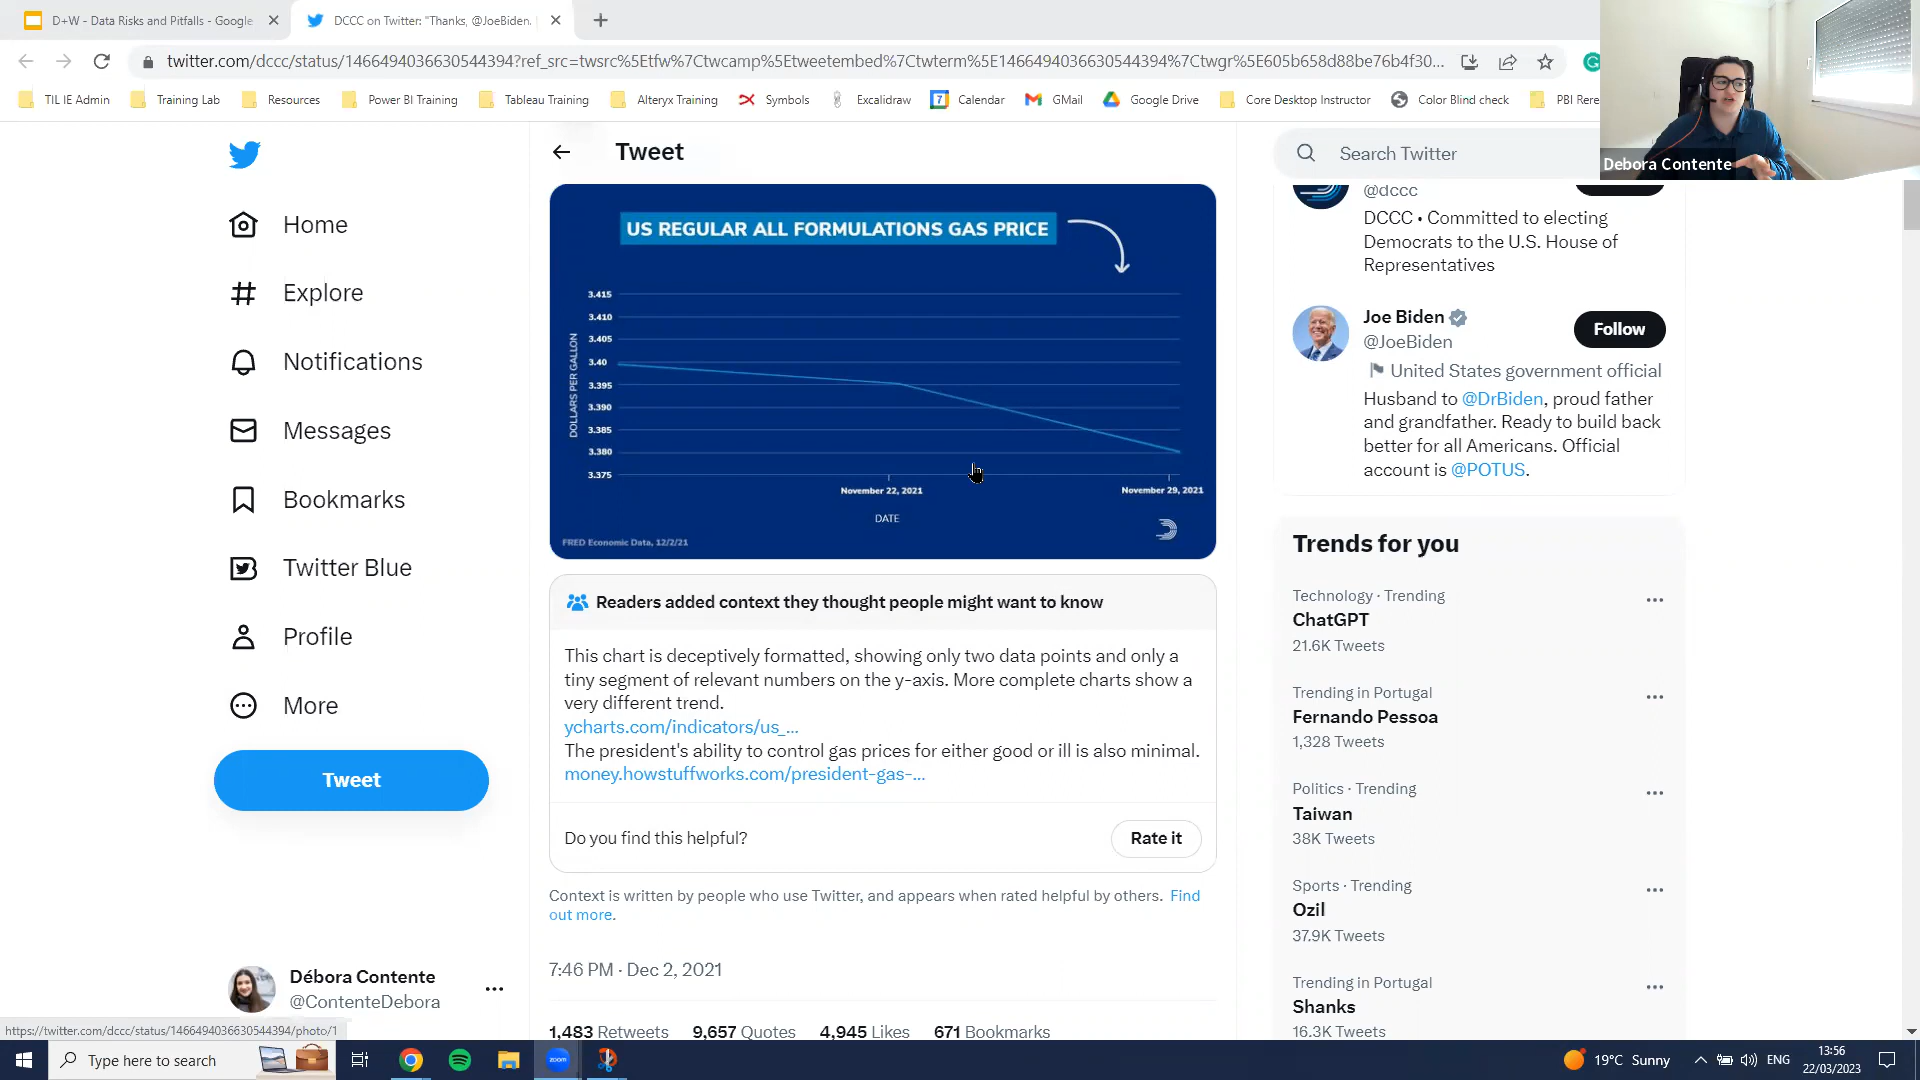 D+W - Data Risks and Pitfalls - Google
DCCC on Twitter: "Thanks, @JoeBiden.
twitter.com/dccc/status/1466494036630544394?ref_src=twsrc%5Etfw%7Ctwcamp%5Etweetembed%7Ctwterm%5E1466494036630544394%7Ctwgr%5E605b658d88be76b4f30...
TIL IE Admin
Training Lab
Resources
Power BI Training
Tableau Training
Alteryx Training
Symbols
Excalidraw
7
Calendar
GMail
Google Drive
Core Desktop Instructor
Color Blind check
PBI Rere
Debora Contente
Home
Explore
Notifications
Messages
Bookmarks
Twitter Blue
Profile
More
Tweet
Débora Contente
@ContenteDebora
Tweet
US REGULAR ALL FORMULATIONS GAS PRICE
DOLLARS PER GALLON
3.415
3.410
3.405
3.40
3.395
3.390
3.385
3.380
3.375
November 22, 2021
November 29, 2021
DATE
FRED Economic Data, 12/2/21
Readers added context they thought people might want to know
This chart is deceptively formatted, showing only two data points and only a
tiny segment of relevant numbers on the y-axis. More complete charts show a
very different trend.
ycharts.com/indicators/us_...
The president's ability to control gas prices for either good or ill is also minimal.
money.howstuffworks.com/president-gas-...
Do you find this helpful?
Rate it
Context is written by people who use Twitter, and appears when rated helpful by others. Find
out more.
7:46 PM · Dec 2, 2021
1,483 Retweets 9,657 Quotes 4,945 Likes 671 Bookmarks
Search Twitter
@dccc
DCCC • Committed to electing
Democrats to the U.S. House of
Representatives
Joe Biden
@JoeBiden
Follow
United States government official
Husband to @DrBiden, proud father
and grandfather. Ready to build back
better for all Americans. Official
account is @POTUS.
Trends for you
Technology · Trending
ChatGPT
21.6K Tweets
Trending in Portugal
Fernando Pessoa
1,328 Tweets
Politics · Trending
Taiwan
38K Tweets
Sports · Trending
Ozil
37.9K Tweets
Trending in Portugal
Shanks
16.3K Tweets
https://twitter.com/dccc/status/1466494036630544394/photo/1
Type here to search
zoom
19°C Sunny
ENG
13:56
22/03/2023